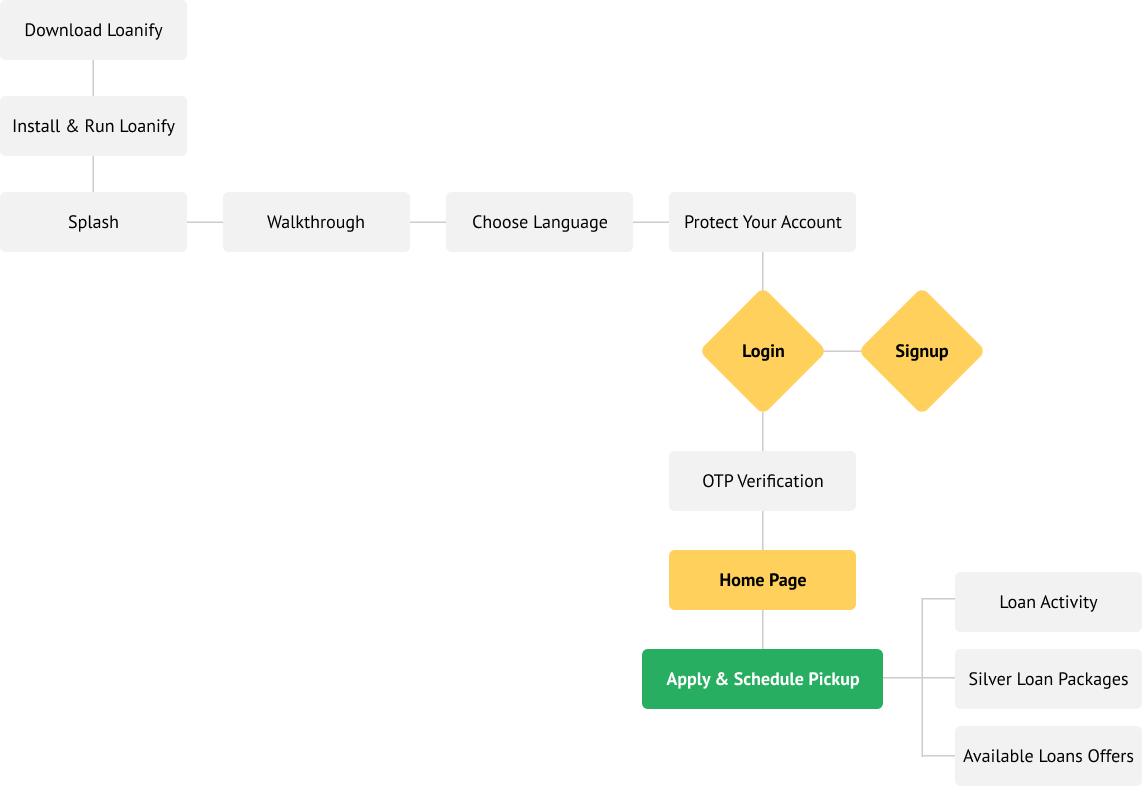 Download Loanify
Install & Run Loanify
Splash
Walkthrough
Choose Language
Protect Your Account
Login
Signup
OTP Verification
Home Page
Loan Activity
Apply & Schedule Pickup
Silver Loan Packages
Available Loans Offers